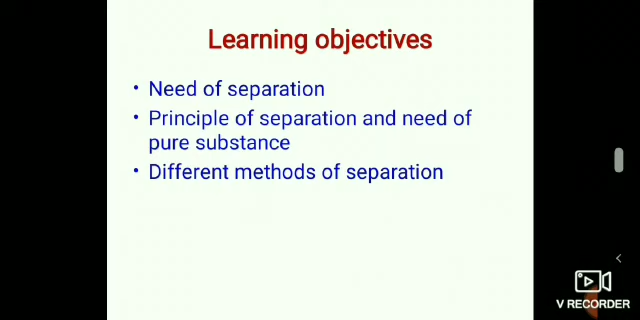 Learning objectives
• Need of separation
• Principle of separation and need of
pure substance
• Different methods of separation
V RECORDER